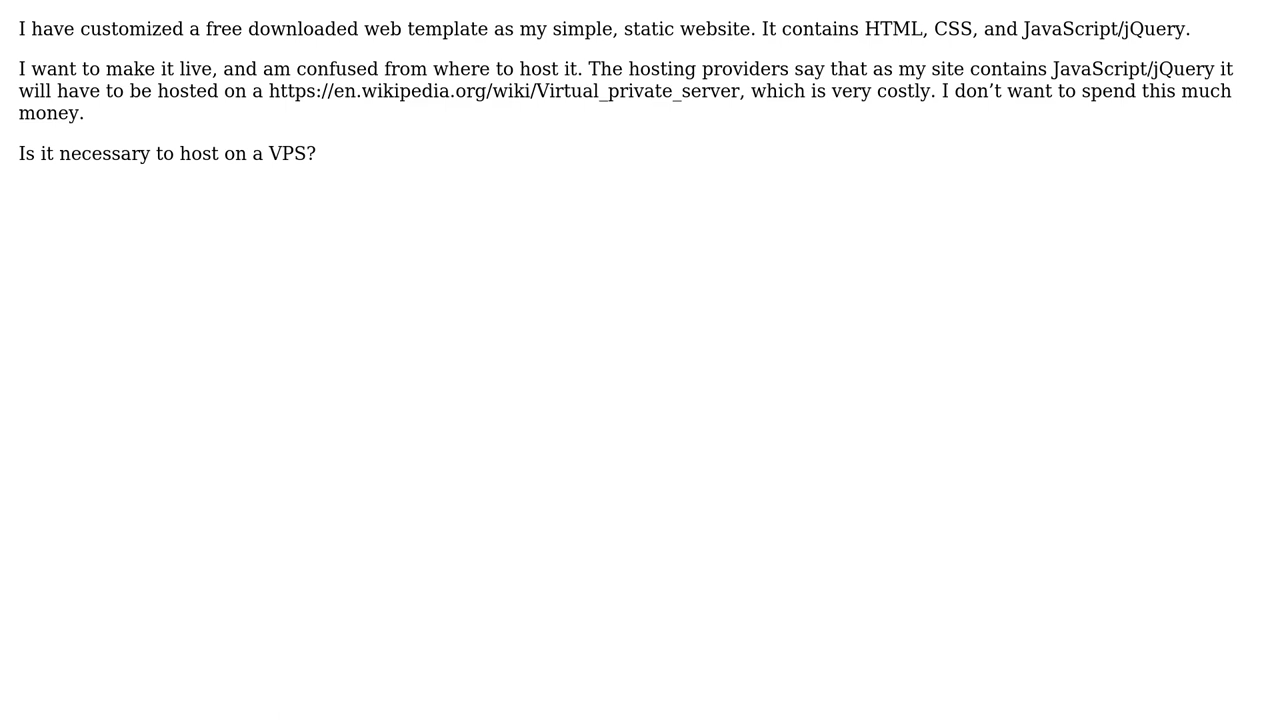 I have customized a free downloaded web template as my simple, static website. It contains HTML, CSS, and JavaScript/jQuery.
I want to make it live, and am confused from where to host it. The hosting providers say that as my site contains JavaScript/jQuery it
will have to be hosted on a https://en.wikipedia.org/wiki/Virtual_private_server, which is very costly. I don’t want to spend this much
money.
Is it necessary to host on a VPS?